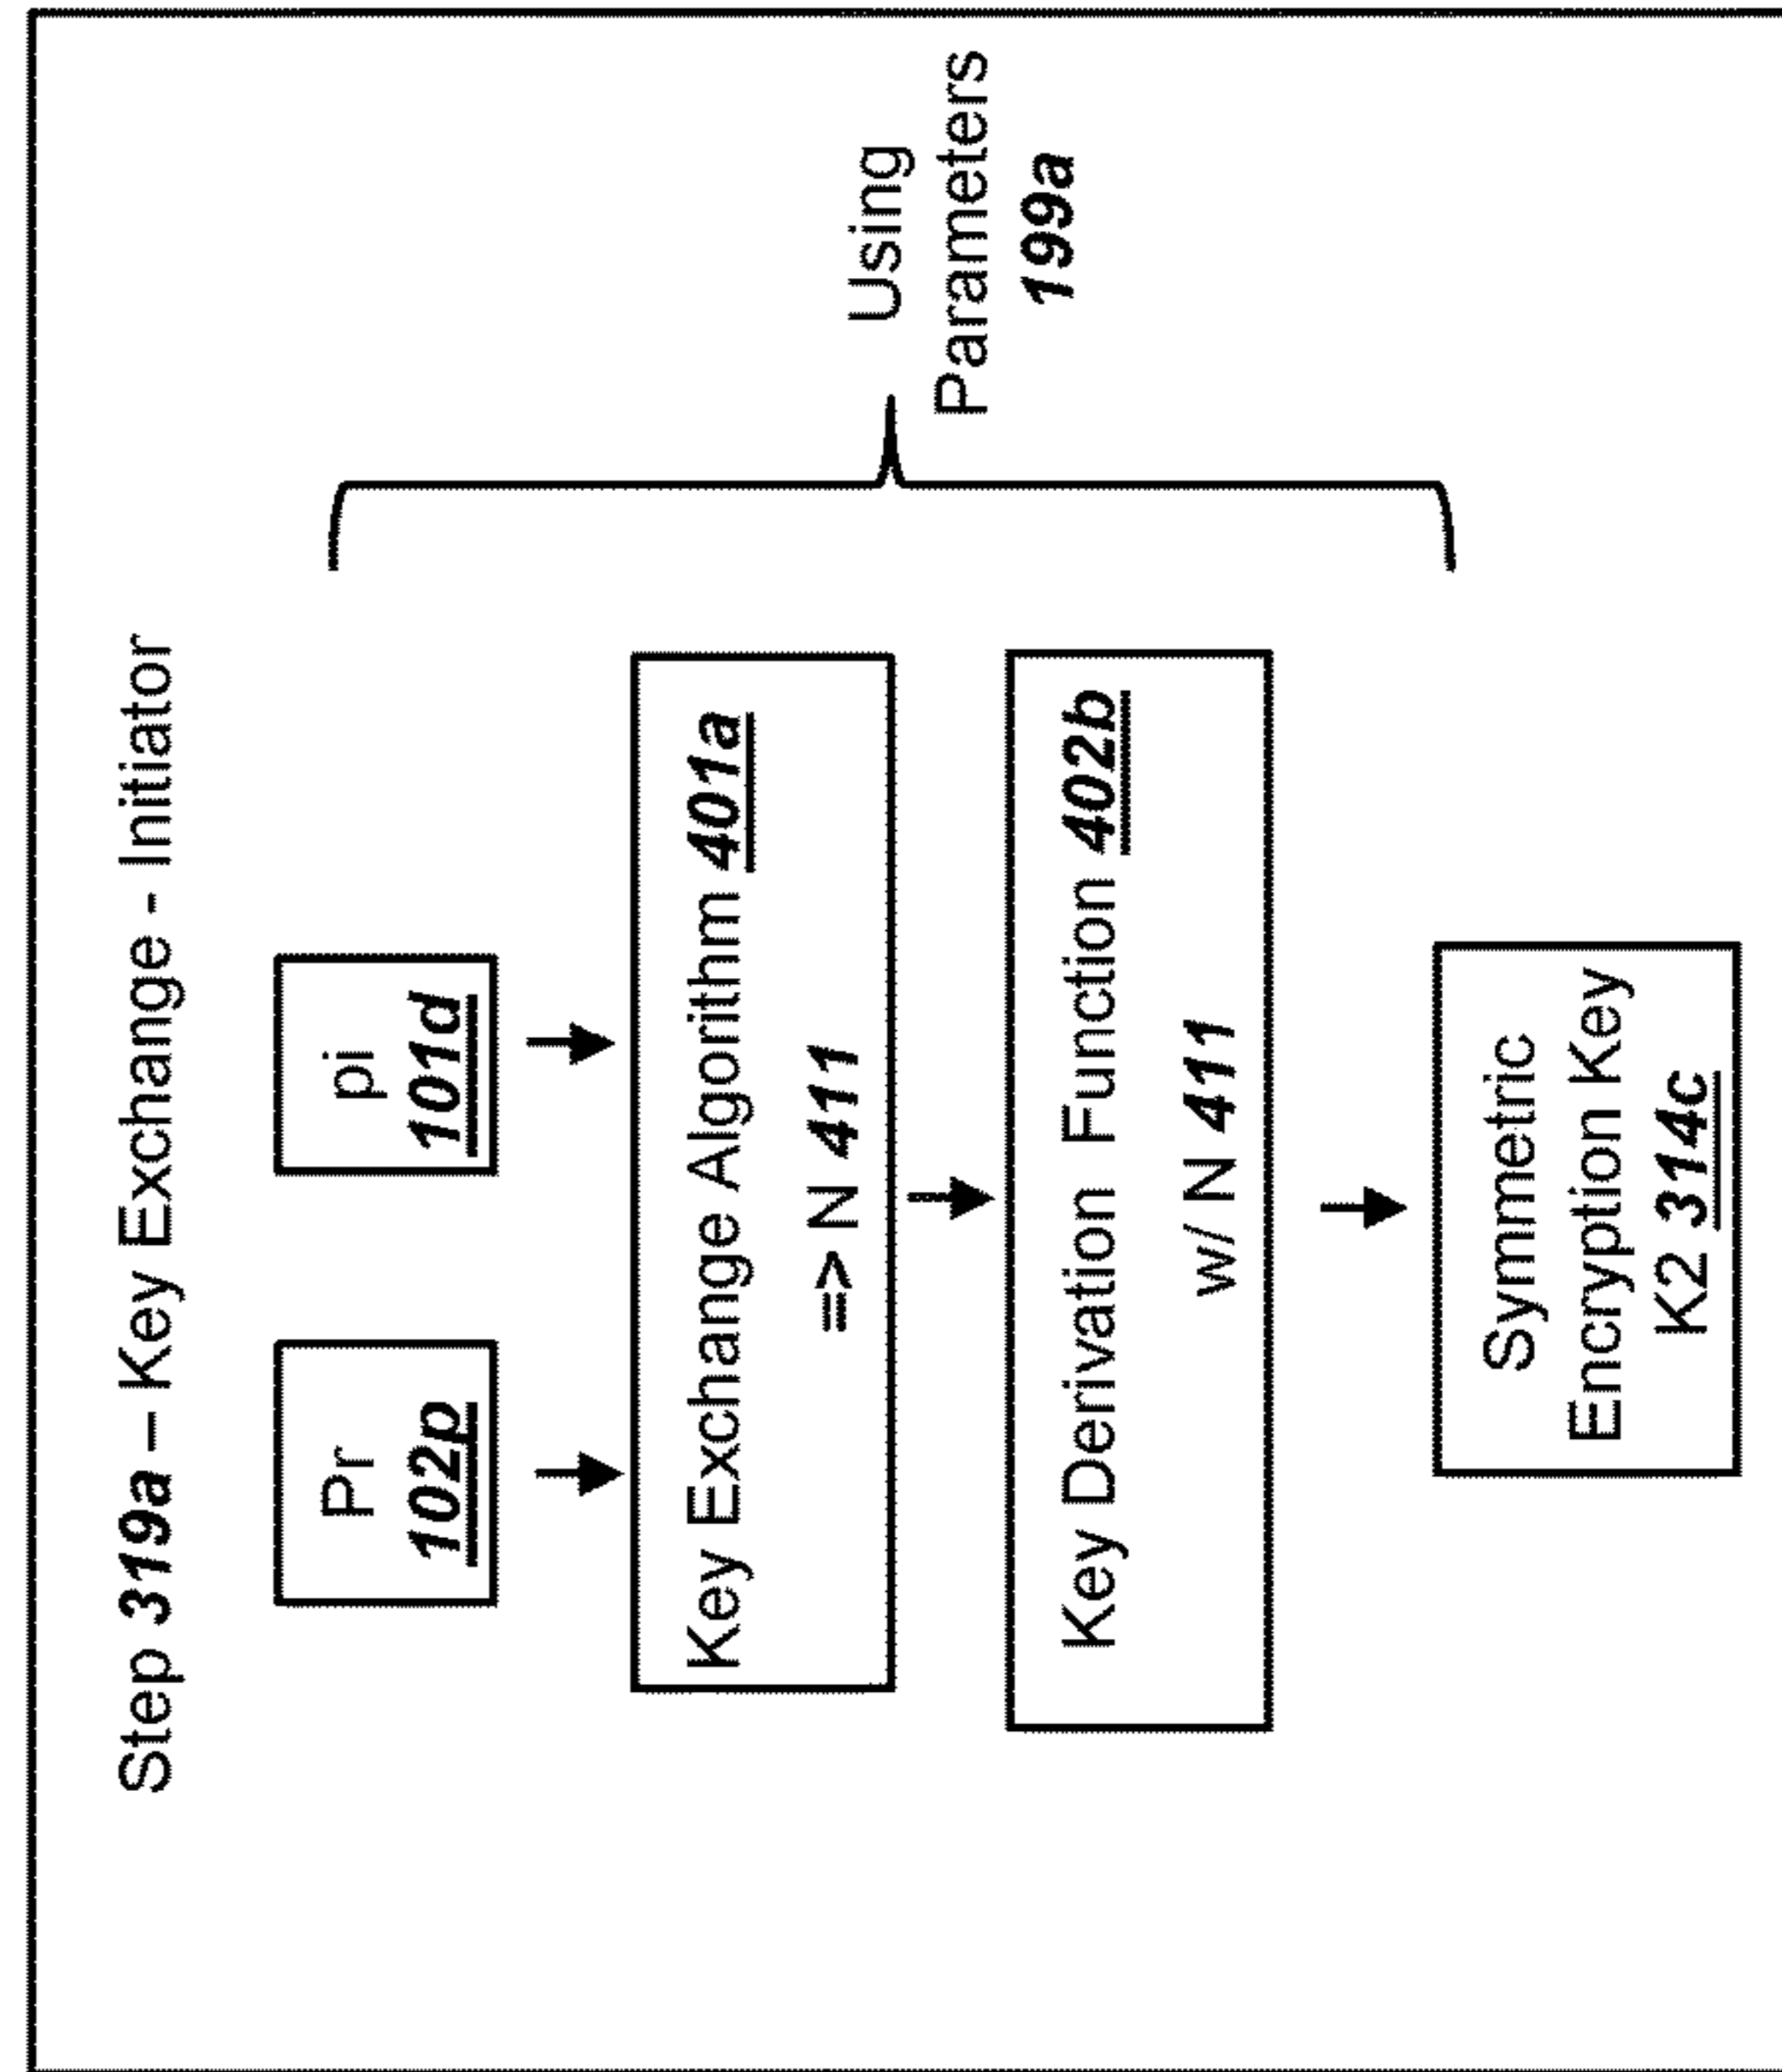 Step 319a – Key Exchange - Initiator
Pr
102p
pi
101d
Key Exchange Algorithm 401a
=> N 411
Key Derivation Function 402b
w/ N 411
Symmetric
Encryption Key
K2 314c
Using
Parameters
199a